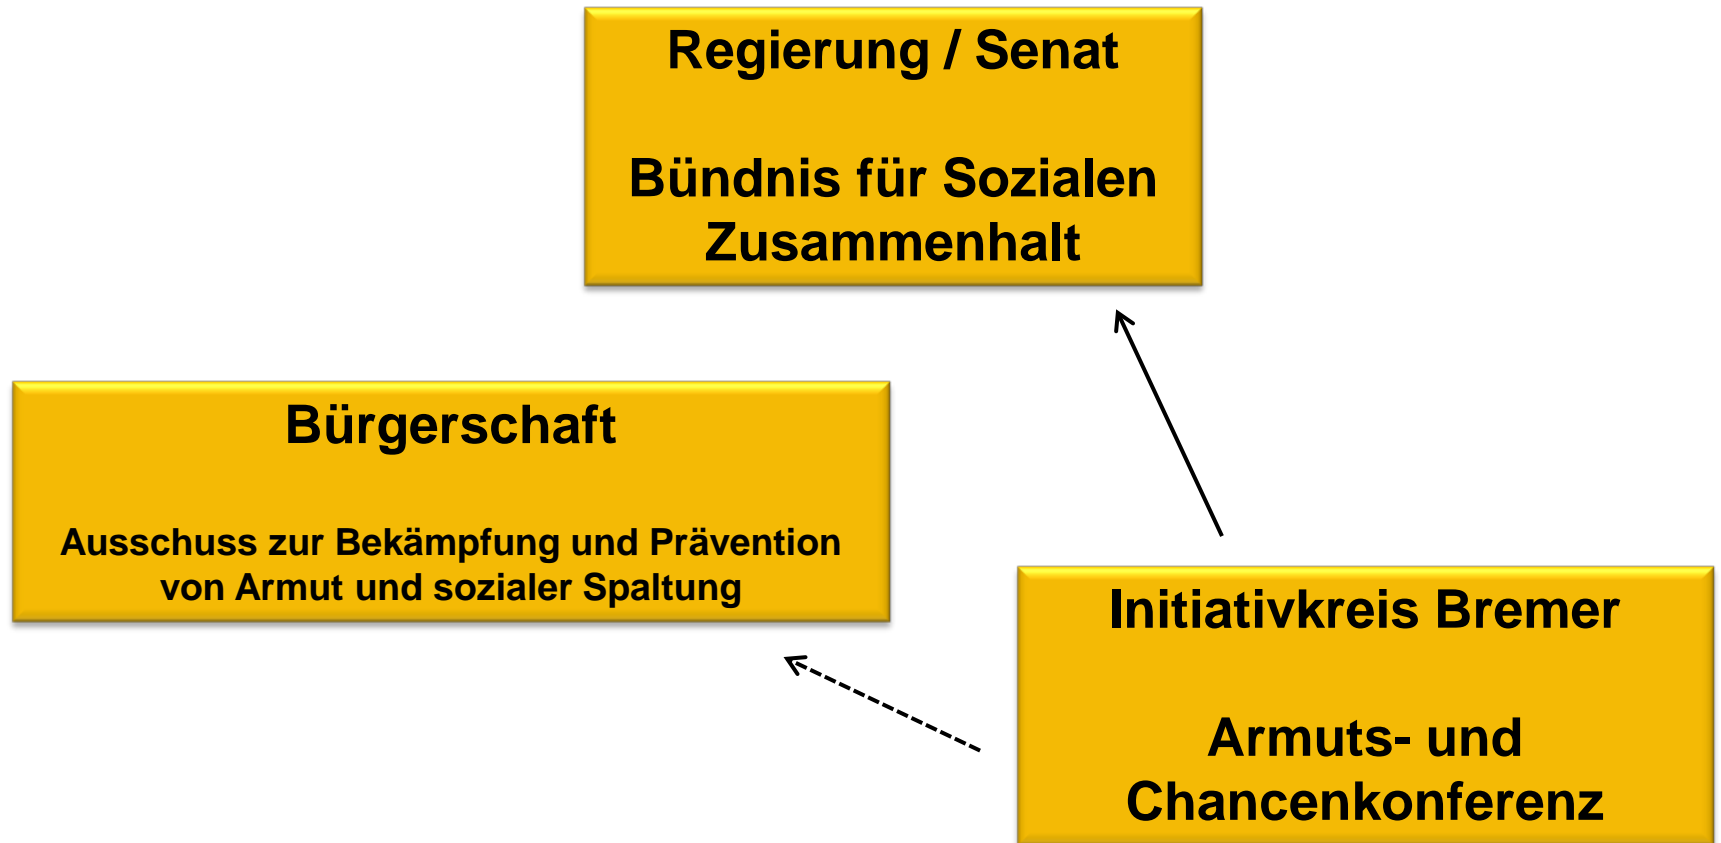 Regierung / Senat
Bündnis für Sozialen
Zusammenhalt
Bürgerschaft
Ausschuss zur Bekämpfung und Prävention
von Armut und sozialer Spaltung
Initiativkreis Bremer
Armuts- und
Chancenkonferenz